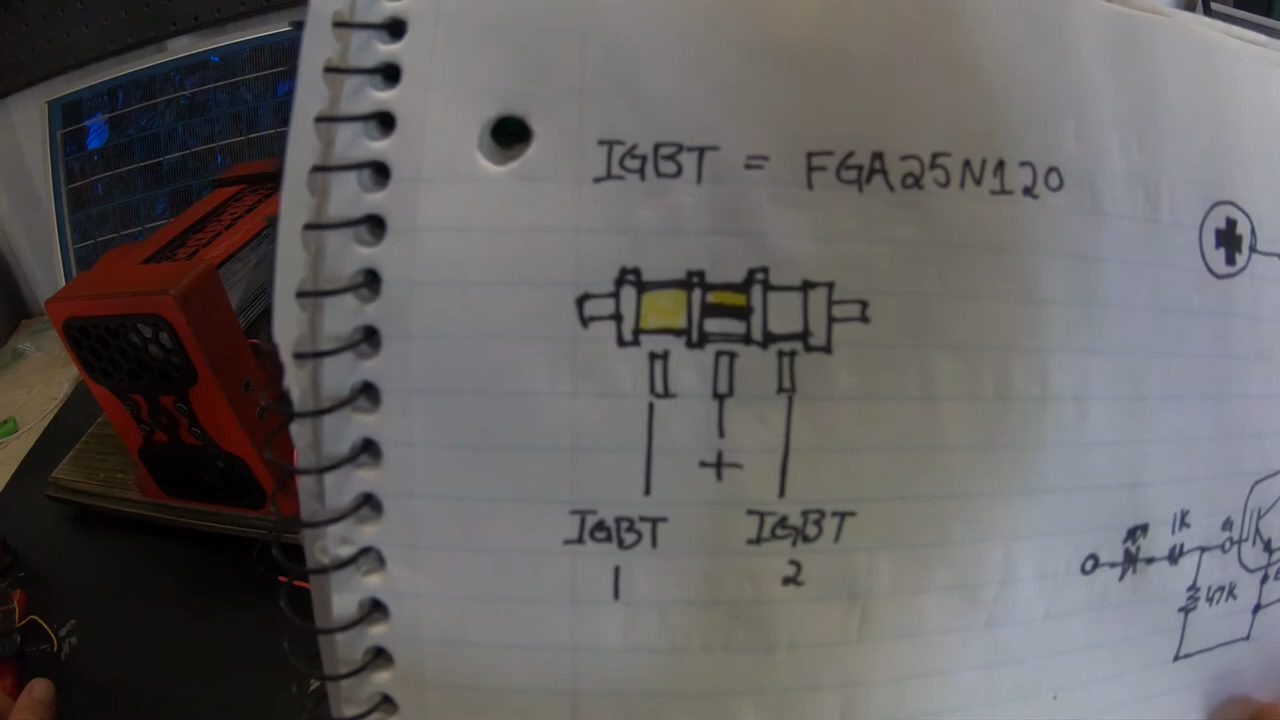 IGBT = FGA25N120
+
IGBT
1
IGBT
2
1K
G
47K